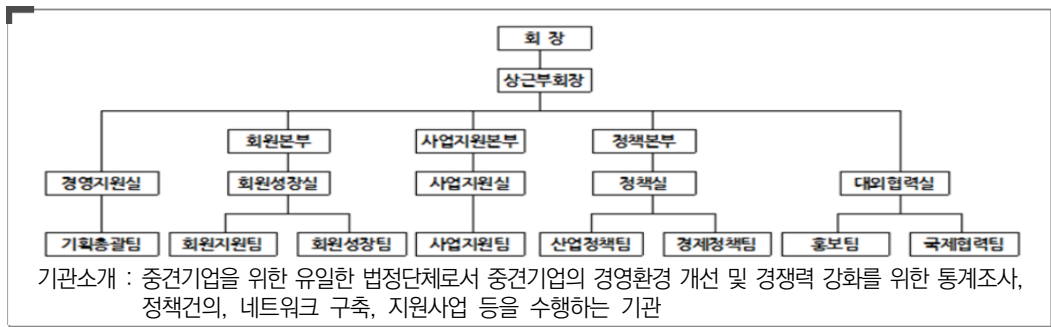 회 장
상근부회장
회원본부 사업지원본부 정책본부
경영지원실 회원성장실 사업지원실 정책실 대외협력실
기획총괄팀 회원지원팀 회원성장팀 사업지원팀 산업정책팀 경제정책팀 홍보팀 국제협력팀
기관소개 : 중견기업을 위한 유일한 법정단체로서 중견기업의 경영환경 개선 및 경쟁력 강화를 위한 통계조사,
정책건의, 네트워크 구축, 지원사업 등을 수행하는 기관